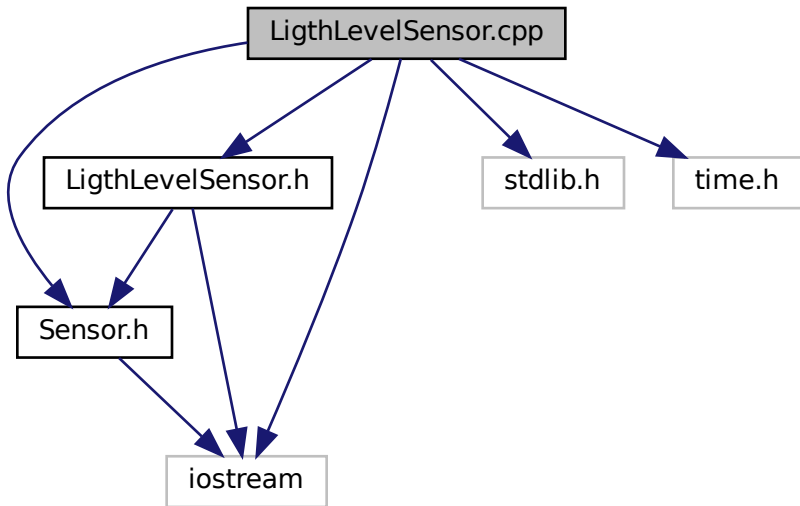 LigthLevelSensor.cpp
LigthLevelSensor.h
stdlib.h
time.h
Sensor.h
iostream